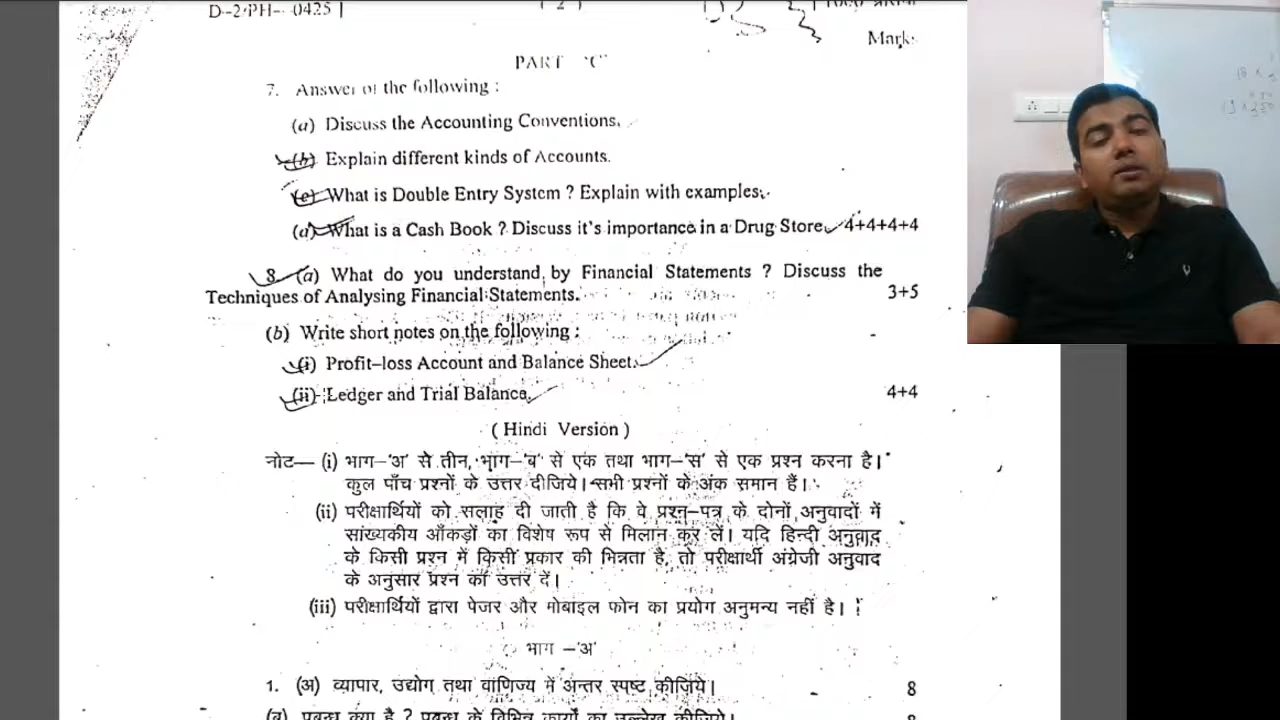 D-2·PH- 0425
( 2 )
Marks
PART "C"
7. Answer of the following :
(a) Discuss the Accounting Conventions.
(b) Explain different kinds of Accounts.
(c) What is Double Entry System ? Explain with examples.
(d) What is a Cash Book ? Discuss it's importance in a Drug Store. 4+4+4+4
8. (a) What do you understand by Financial Statements ? Discuss the
Techniques of Analysing Financial Statements. 3+5
(b) Write short notes on the following :
(i) Profit-loss Account and Balance Sheet.
(ii) Ledger and Trial Balance. 4+4
( Hindi Version )
नोट— (i) भाग-'अ' से तीन, भाग-'ब' से एक तथा भाग-'स' से एक प्रश्न करना है।
कुल पाँच प्रश्नों के उत्तर दीजिये। सभी प्रश्नों के अंक समान हैं।
(ii) परीक्षार्थियों को सलाह दी जाती है कि वे प्रश्न-पत्र के दोनों अनुवादों में
सांख्यकीय आँकड़ों का विशेष रूप से मिलान कर लें। यदि हिन्दी अनुवाद
के किसी प्रश्न में किसी प्रकार की भिन्नता है, तो परीक्षार्थी अंग्रेजी अनुवाद
के अनुसार प्रश्न का उत्तर दें।
(iii) परीक्षार्थियों द्वारा पेजर और मोबाइल फोन का प्रयोग अनुमन्य नहीं है।
भाग -'अ'
1. (अ) व्यापार, उद्योग तथा वाणिज्य में अन्तर स्पष्ट कीजिये। 8
(ब) प्रबन्ध क्या है ? प्रबन्ध के विभिन्न कार्यों का उल्लेख कीजिये। 8